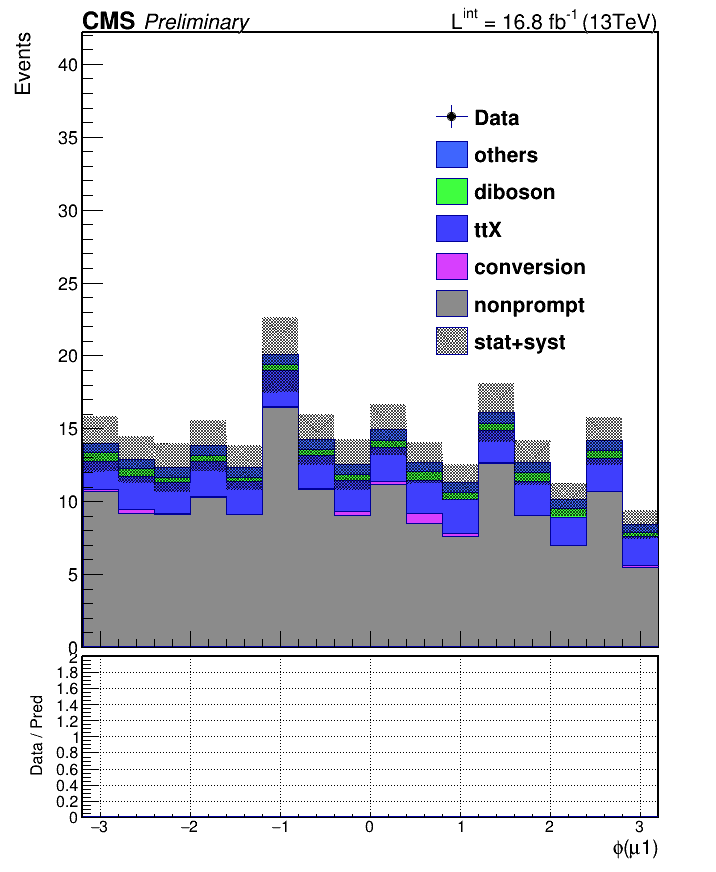 CMS Preliminary L^int = 16.8 fb^-1 (13TeV)
Events
40
35
30
25
20
15
10
5
0
Data
others
diboson
ttX
conversion
nonprompt
stat+syst
Data / Pred
2
1.8
1.6
1.4
1.2
1
0.8
0.6
0.4
0.2
0
−3 −2 −1 0 1 2 3
ϕ(μ1)